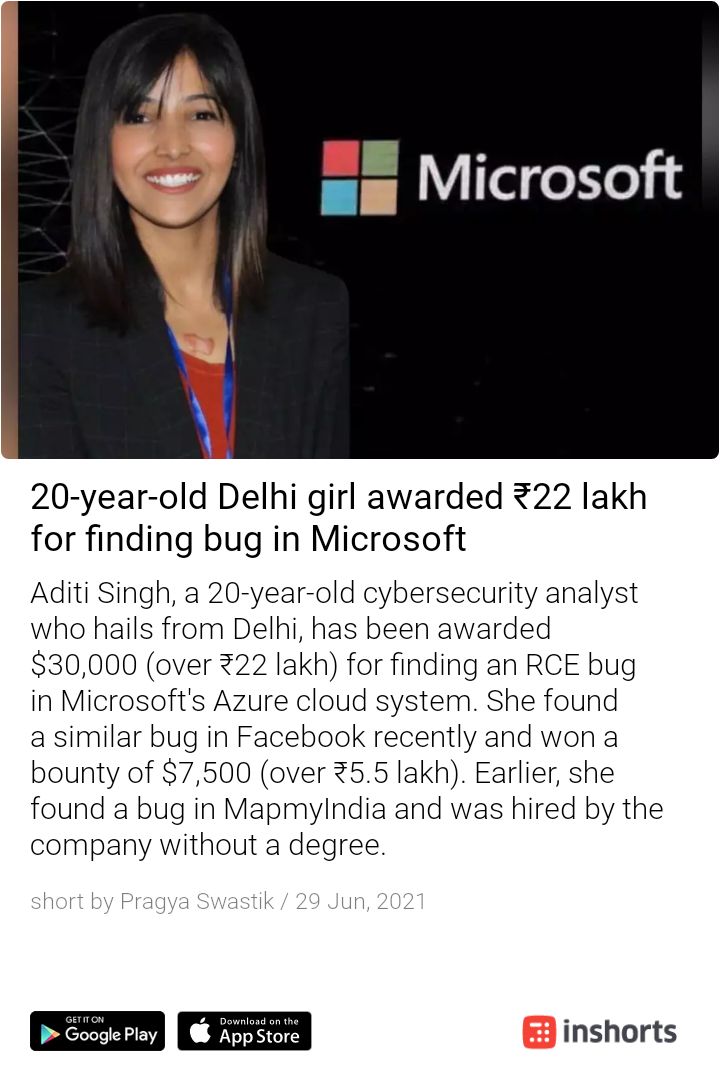 Microsoft
20-year-old Delhi girl awarded ₹22 lakh
for finding bug in Microsoft
Aditi Singh, a 20-year-old cybersecurity analyst
who hails from Delhi, has been awarded
$30,000 (over ₹22 lakh) for finding an RCE bug
in Microsoft's Azure cloud system. She found
a similar bug in Facebook recently and won a
bounty of $7,500 (over ₹5.5 lakh). Earlier, she
found a bug in MapmyIndia and was hired by the
company without a degree.
short by Pragya Swastik / 29 Jun, 2021
GET IT ON
Google Play
Download on the
App Store
inshorts